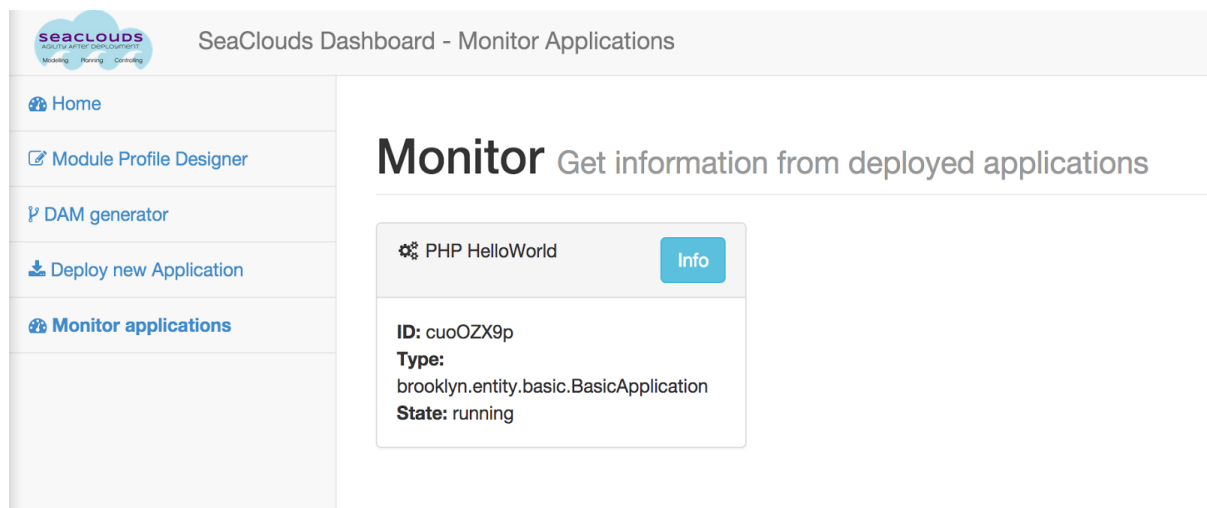 SEACLOUDS
AGILITY AFTER DEPLOYMENT
Modelling Planning Controlling
SeaClouds Dashboard - Monitor Applications
Home
Module Profile Designer
DAM generator
Deploy new Application
Monitor applications
Monitor Get information from deployed applications
PHP HelloWorld
Info
ID: cuoOZX9p
Type:
brooklyn.entity.basic.BasicApplication
State: running